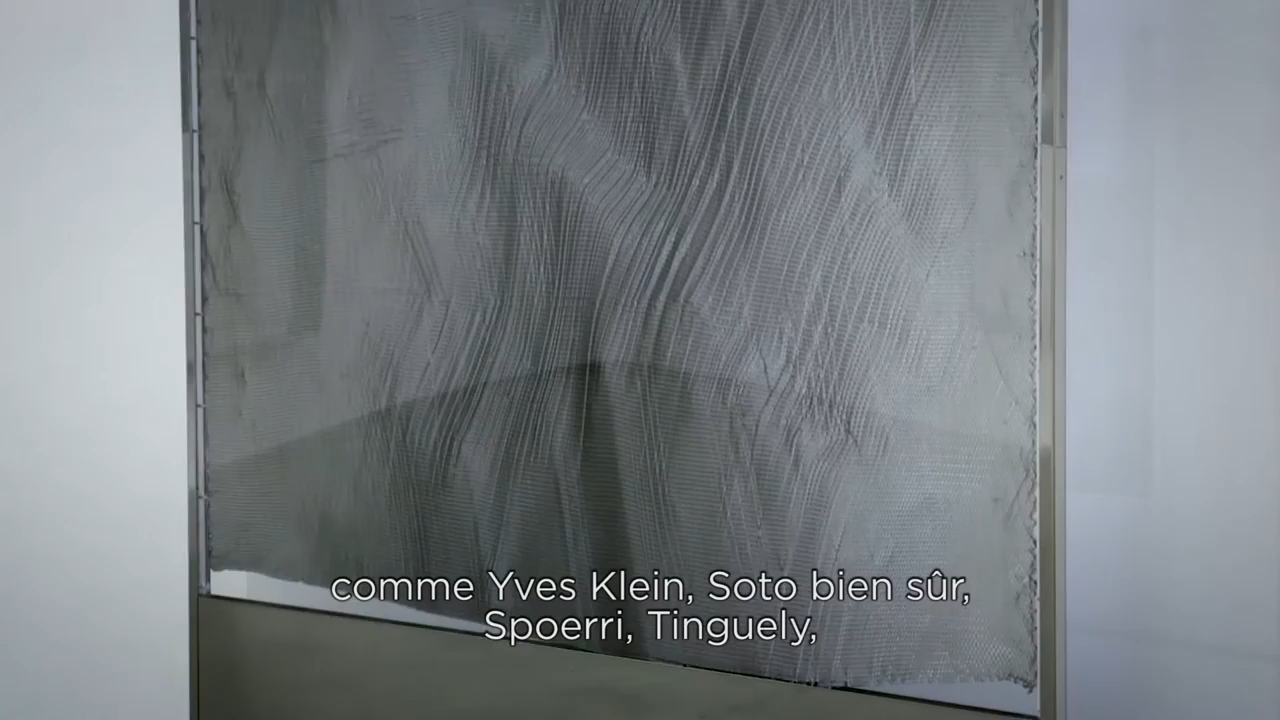 comme Yves Klein, Soto bien sûr,
Spoerri, Tinguely,